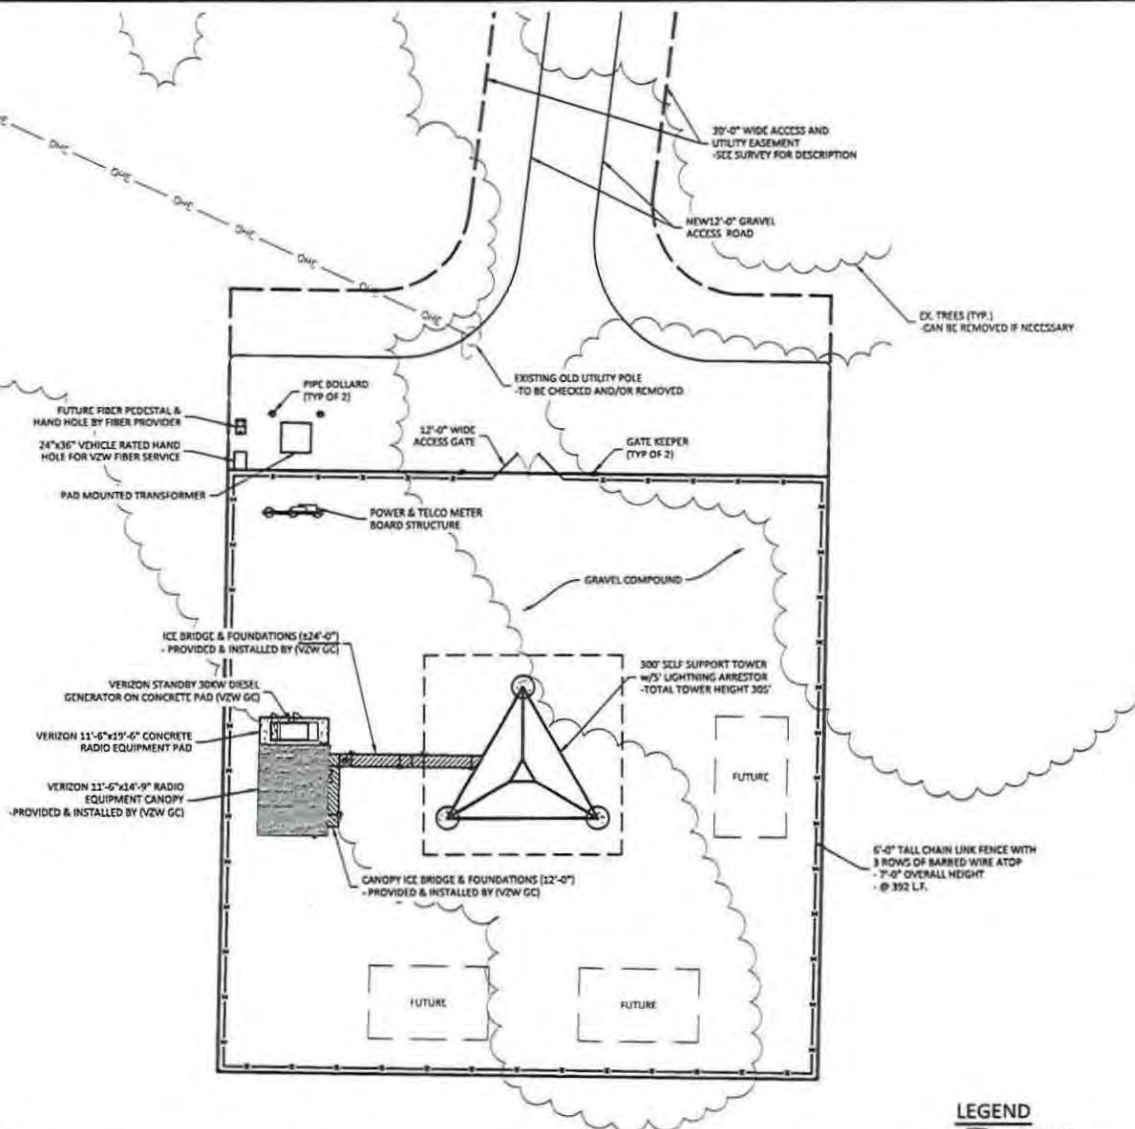 30'-0" WIDE ACCESS AND
UTILITY EASEMENT
-SEE SURVEY FOR DESCRIPTION
NEW12'-0" GRAVEL
ACCESS ROAD
EX. TREES (TYP.)
-CAN BE REMOVED IF NECESSARY
OHE
OHE
OHE
OHE
OHE
OHE
OHE
OHE
EXISTING OLD UTILITY POLE
-TO BE CHECKED AND/OR REMOVED
PIPE BOLLARD
(TYP OF 2)
FUTURE FIBER PEDESTAL &
HAND HOLE BY FIBER PROVIDER
24"x36" VEHICLE RATED HAND
HOLE FOR VZW FIBER SERVICE
PAD MOUNTED TRANSFORMER
12'-0" WIDE
ACCESS GATE
GATE KEEPER
(TYP OF 2)
POWER & TELCO METER
BOARD STRUCTURE
GRAVEL COMPOUND
ICE BRIDGE & FOUNDATIONS (±24'-0")
- PROVIDED & INSTALLED BY (VZW GC)
VERIZON STANDBY 30KW DIESEL
GENERATOR ON CONCRETE PAD (VZW GC)
VERIZON 11'-6"x19'-6" CONCRETE
RADIO EQUIPMENT PAD
VERIZON 11'-6"x14'-9" RADIO
EQUIPMENT CANOPY
-PROVIDED & INSTALLED BY (VZW GC)
300' SELF SUPPORT TOWER
w/5' LIGHTNING ARRESTOR
-TOTAL TOWER HEIGHT 305'
FUTURE
6'-0" TALL CHAIN LINK FENCE WITH
3 ROWS OF BARBED WIRE ATOP
- 7'-0" OVERALL HEIGHT
- @ 392 L.F.
CANOPY ICE BRIDGE & FOUNDATIONS (12'-0")
- PROVIDED & INSTALLED BY (VZW GC)
FUTURE
FUTURE
LEGEND